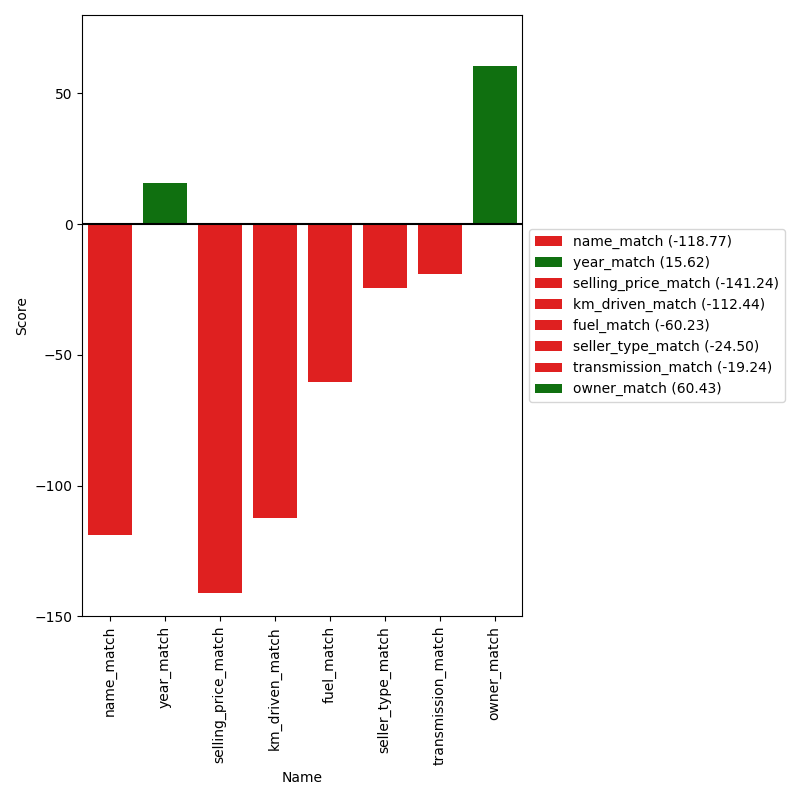 50
0
−50
−100
−150
Score
name_match
year_match
selling_price_match
km_driven_match
fuel_match
seller_type_match
transmission_match
owner_match
Name
name_match (-118.77)
year_match (15.62)
selling_price_match (-141.24)
km_driven_match (-112.44)
fuel_match (-60.23)
seller_type_match (-24.50)
transmission_match (-19.24)
owner_match (60.43)